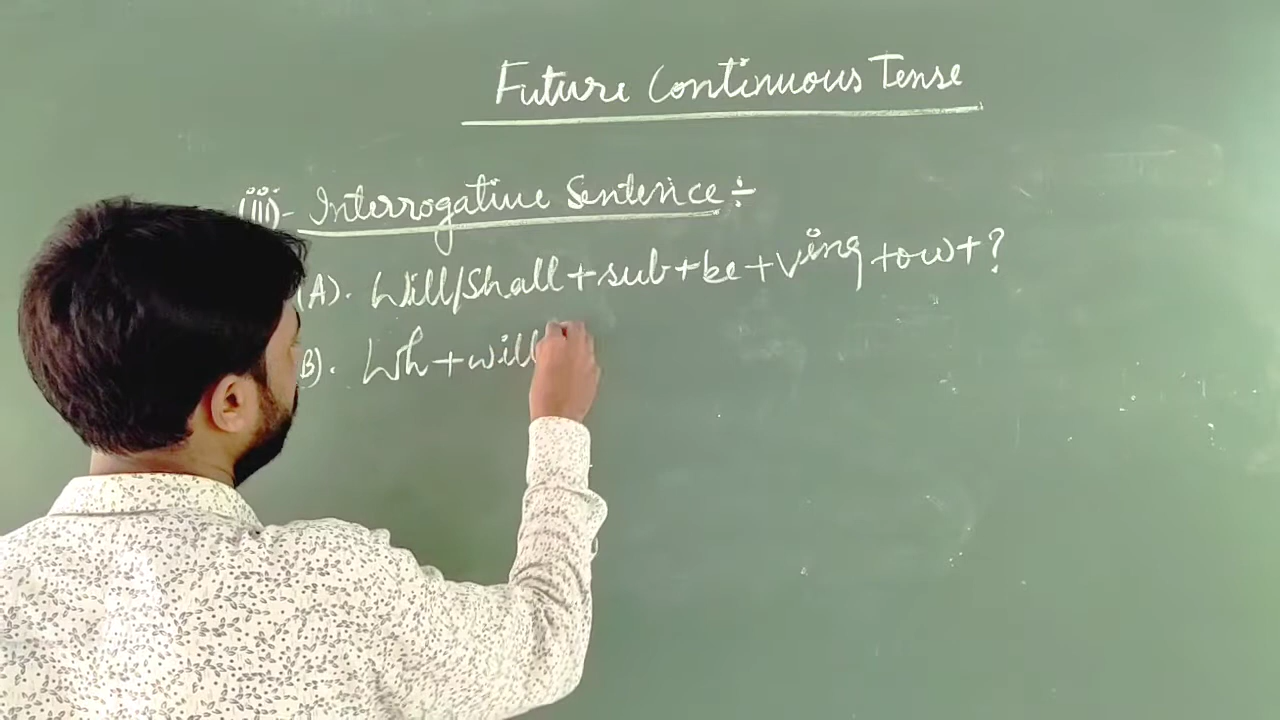 Future Continuous Tense
(iii)- Interrogative Sentence÷
(A). Will/Shall+sub+be+ving+ow+?
B). Wh+will